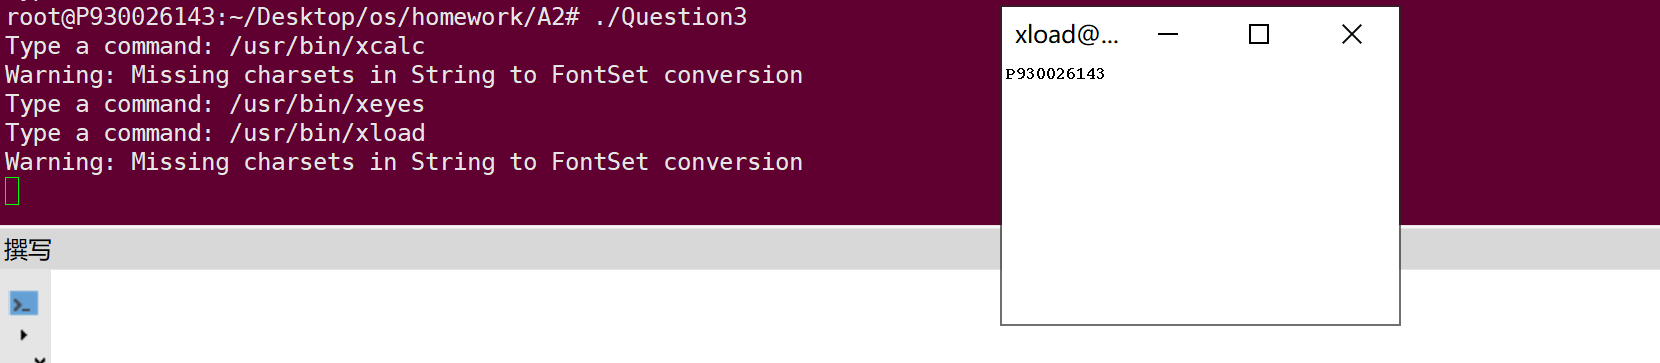 root@P930026143:~/Desktop/os/homework/A2# ./Question3
Type a command: /usr/bin/xcalc
Warning: Missing charsets in String to FontSet conversion
Type a command: /usr/bin/xeyes
Type a command: /usr/bin/xload
Warning: Missing charsets in String to FontSet conversion
撰写
xload@...
P930026143